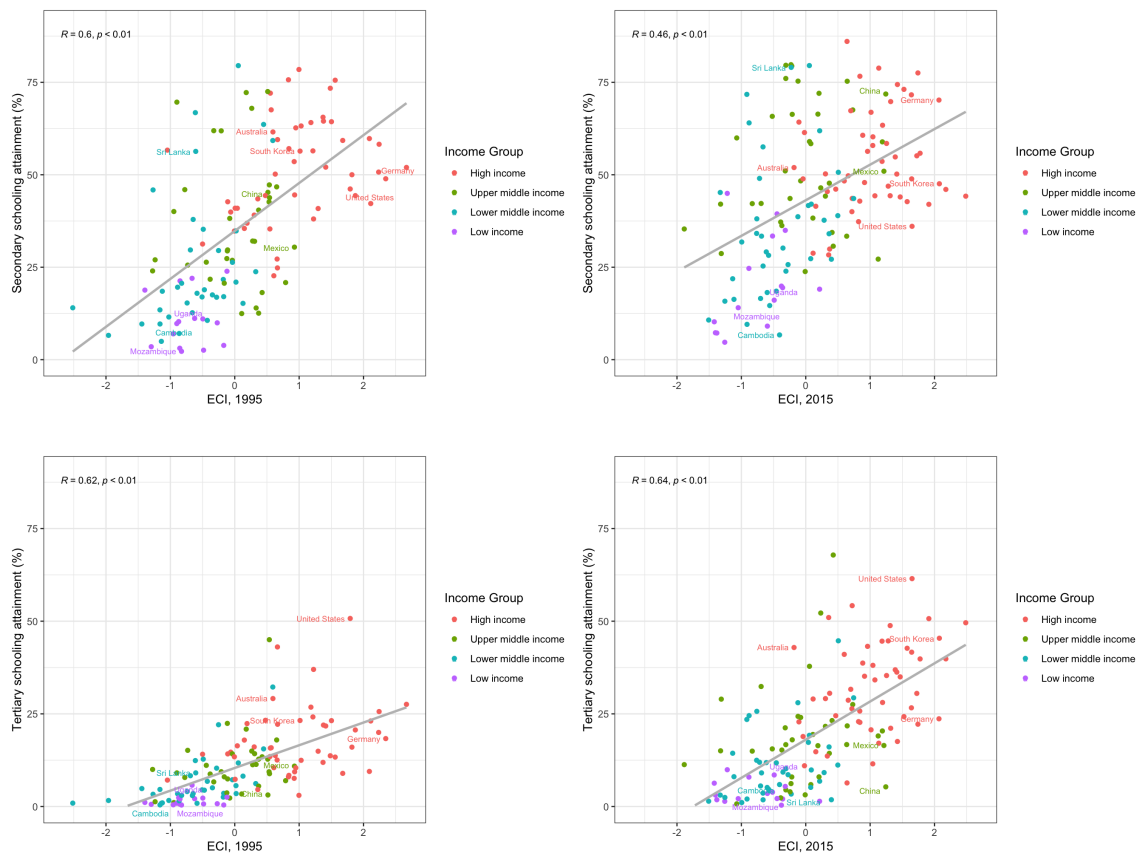 R = 0.6, p < 0.01
75
50
25
0
Secondary schooling attainment (%)
Australia
Sri Lanka
South Korea
Germany
United States
China
Mexico
Uganda
Cambodia
Mozambique
-2
-1
0
1
2
ECI, 1995
Income Group
High income
Upper middle income
Lower middle income
Low income
R = 0.46, p < 0.01
75
50
25
0
Secondary schooling attainment (%)
Sri Lanka
China
Germany
Australia
Mexico
South Korea
United States
Uganda
Mozambique
Cambodia
-2
-1
0
1
2
ECI, 2015
Income Group
High income
Upper middle income
Lower middle income
Low income
R = 0.62, p < 0.01
75
50
25
0
Tertiary schooling attainment (%)
United States
Australia
South Korea
Germany
Mexico
Sri Lanka
Uganda
China
Cambodia
Mozambique
-2
-1
0
1
2
ECI, 1995
Income Group
High income
Upper middle income
Lower middle income
Low income
R = 0.64, p < 0.01
75
50
25
0
Tertiary schooling attainment (%)
United States
South Korea
Australia
Germany
Mexico
Uganda
Cambodia
China
Sri Lanka
Mozambique
-2
-1
0
1
2
ECI, 2015
Income Group
High income
Upper middle income
Lower middle income
Low income